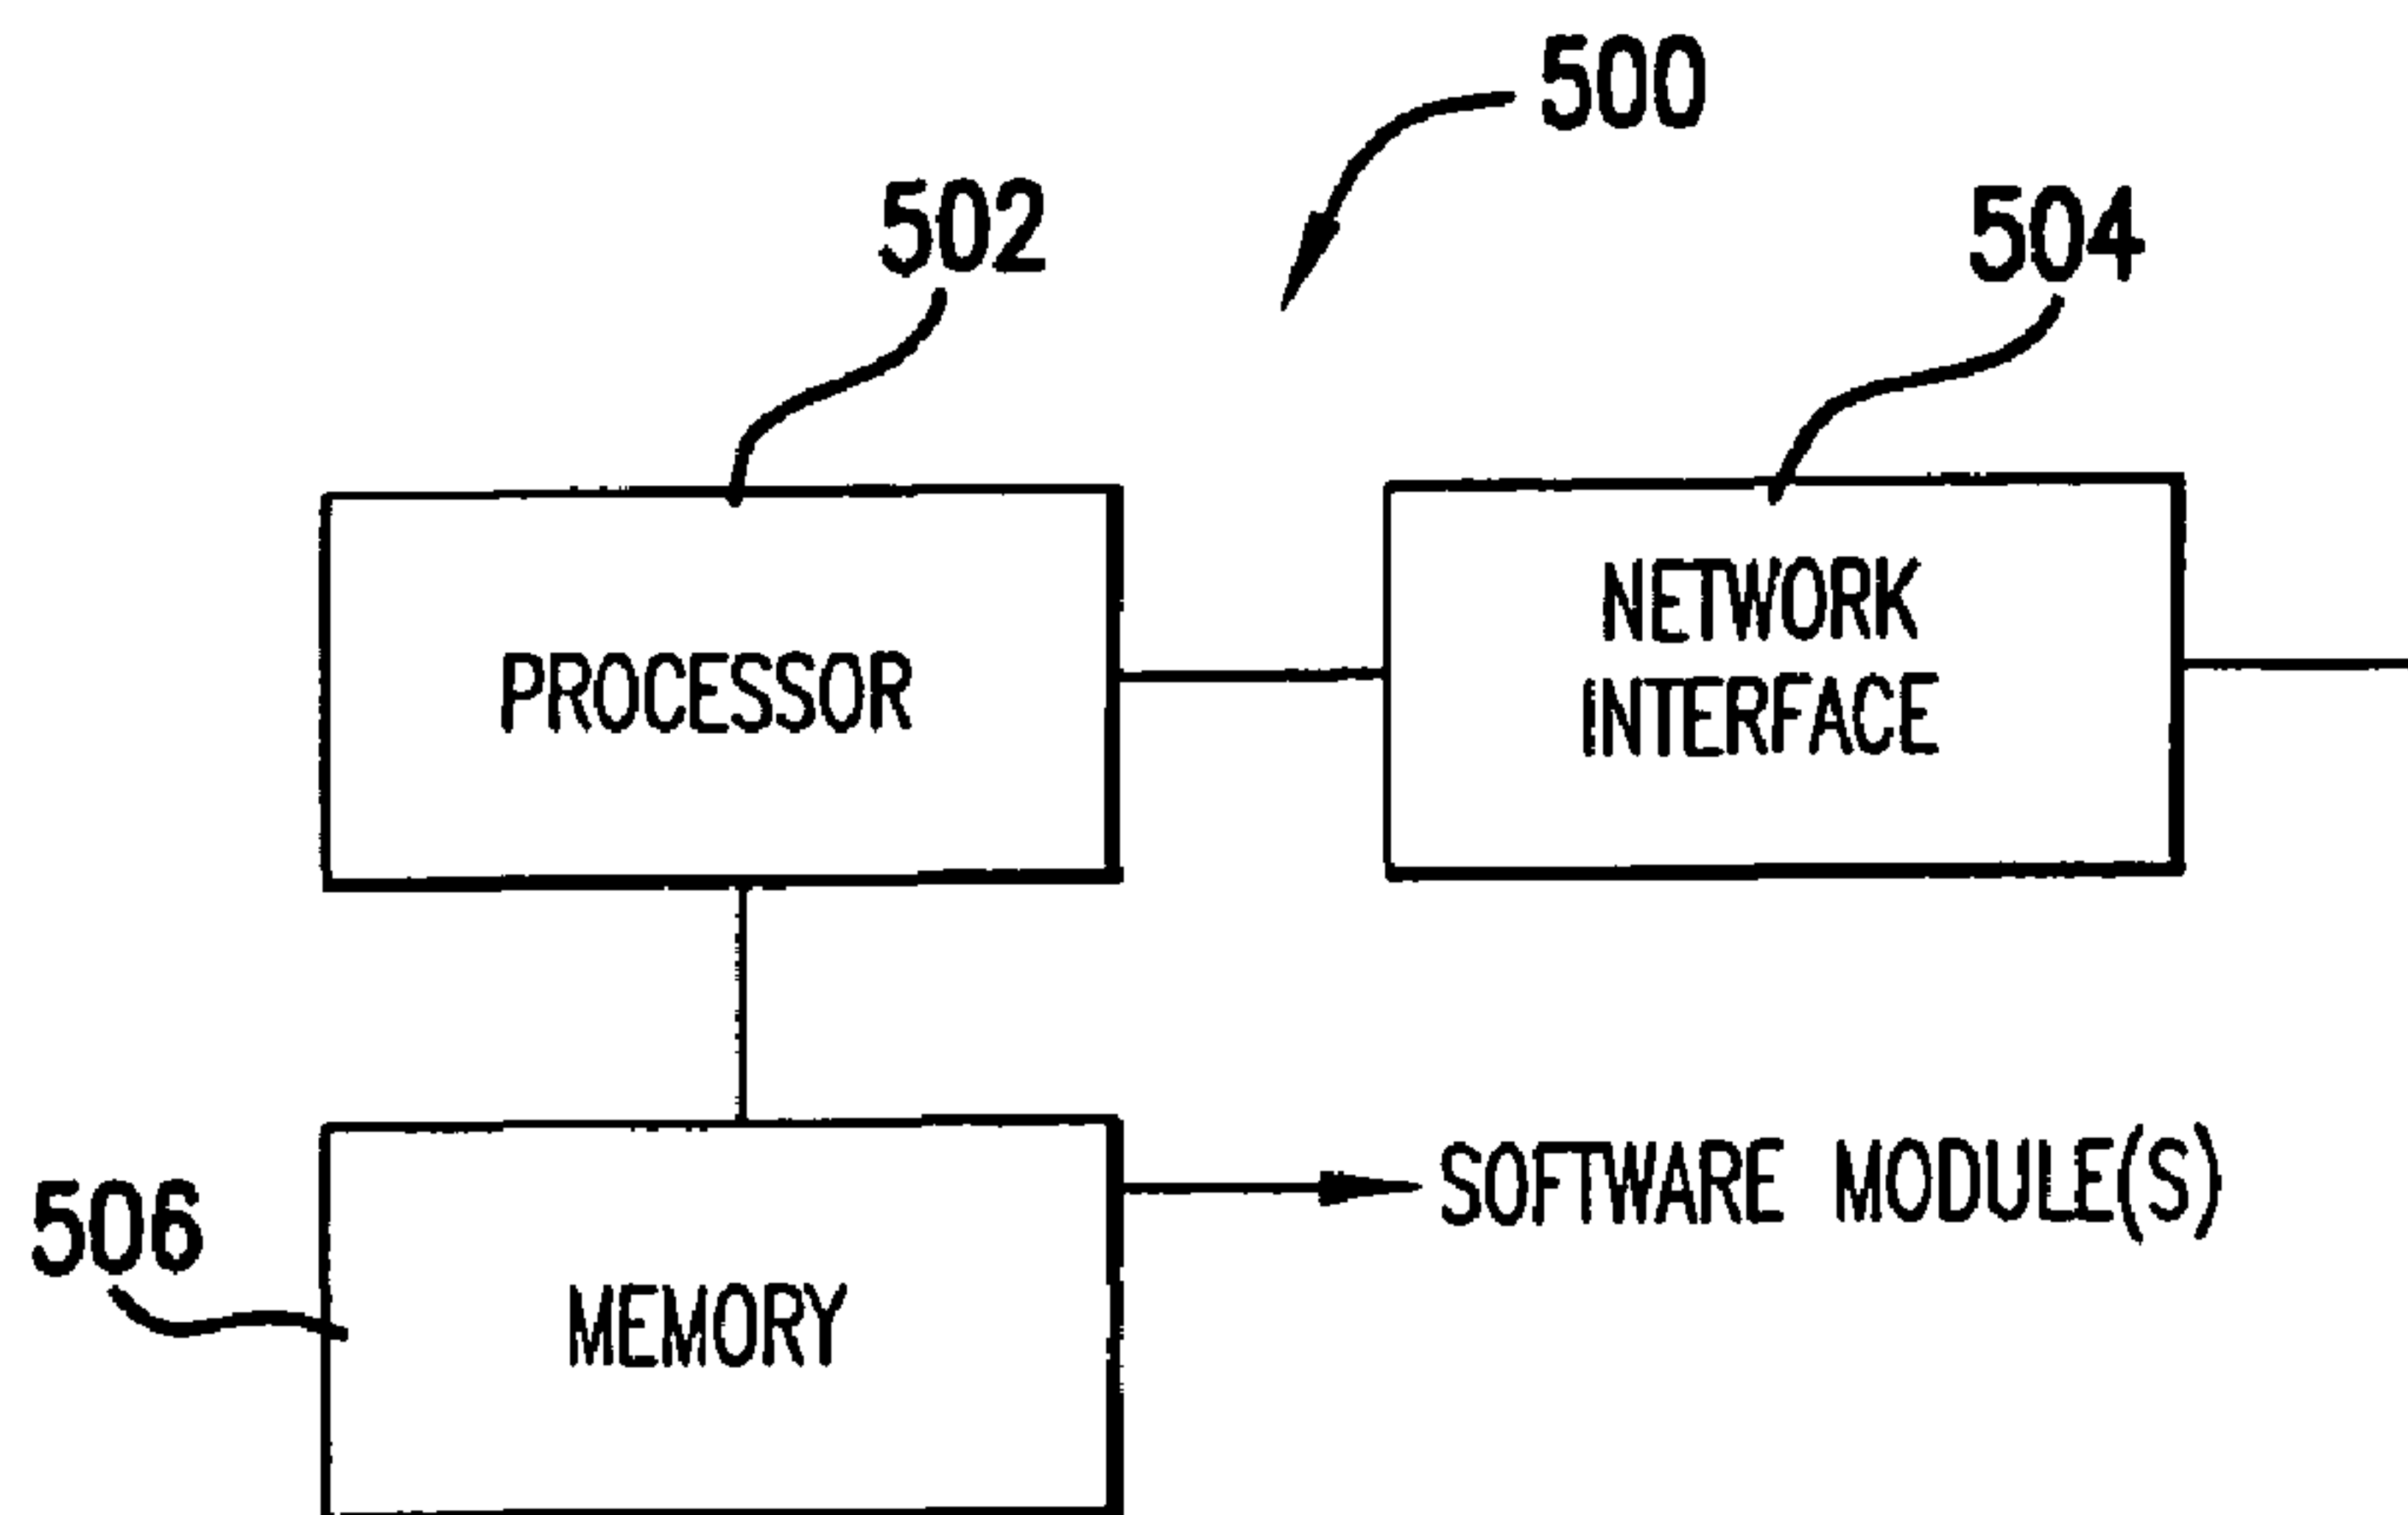 500
502
504
PROCESSOR
NETWORK
INTERFACE
506
SOFTWARE MODULE(S)
MEMORY